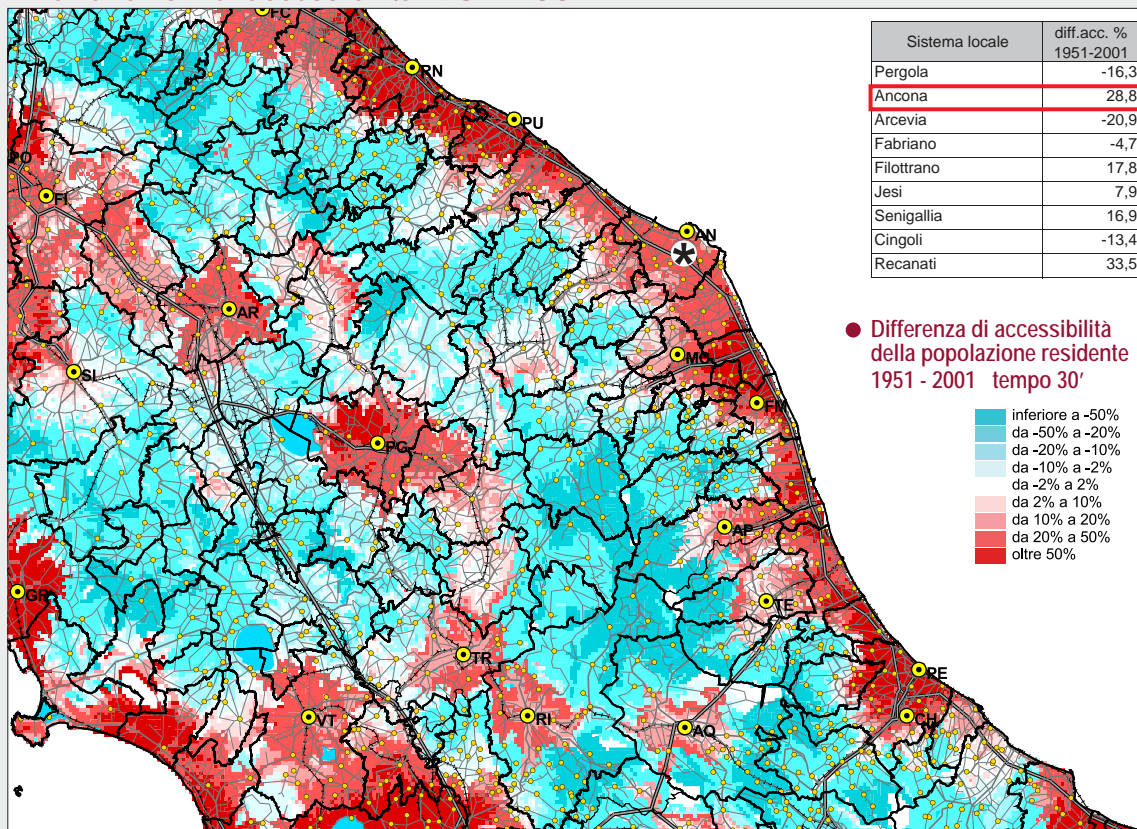 Sistema locale diff.acc. % 1951-2001
Pergola -16,3
Ancona 28,8
Arcevia -20,9
Fabriano -4,7
Filottrano 17,8
Jesi 7,9
Senigallia 16,9
Cingoli -13,4
Recanati 33,5
● Differenza di accessibilità
della popolazione residente
1951 - 2001 tempo 30'
inferiore a -50%
da -50% a -20%
da -20% a -10%
da -10% a -2%
da -2% a 2%
da 2% a 10%
da 10% a 20%
da 20% a 50%
oltre 50%
FC
RN
PU
PO
FI
AN
*
AR
MC
SI
FM
PG
AP
GR
TE
TR
PE
VT
RI
CH
AQ